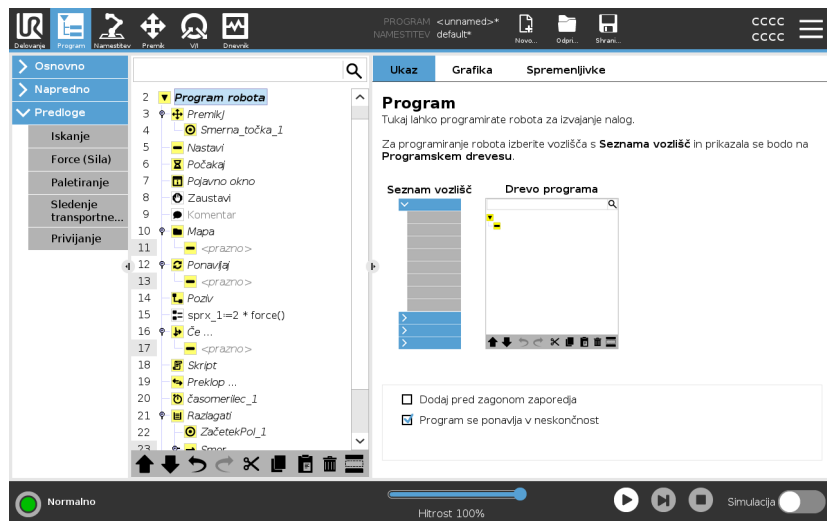 UR
PROGRAM <unnamed>*
NAMESTITEV default*
cccc
cccc
Delovanje Program Namestitev Premik V/I Dnevnik Novo... Odpri... Shrani...
Osnovno
Napredno
Predloge
Iskanje
Force (Sila)
Paletiranje
Sledenje
transportne...
Privijanje
2 Program robota
3 Premikj
4 Smerna_točka_1
5 Nastavi
6 Počakaj
7 Pojavno okno
8 Zaustavi
9 Komentar
10 Mapa
11 <prazno>
12 Ponavljaj
13 <prazno>
14 Poziv
15 sprx_1:=2 * force()
16 Če ...
17 <prazno>
18 Skript
19 Preklop ...
20 časomerilec_1
21 Razlagati
22 ZačetekPol_1
23 Smer
Ukaz Grafika Spremenljivke
Program
Tukaj lahko programirate robota za izvajanje nalog.
Za programiranje robota izberite vozlišča s Seznama vozlišč in prikazala se bodo na
Programskem drevesu.
Seznam vozlišč Drevo programa
Dodaj pred zagonom zaporedja
Program se ponavlja v neskončnost
Normalno
Hitrost 100%
Simulacija